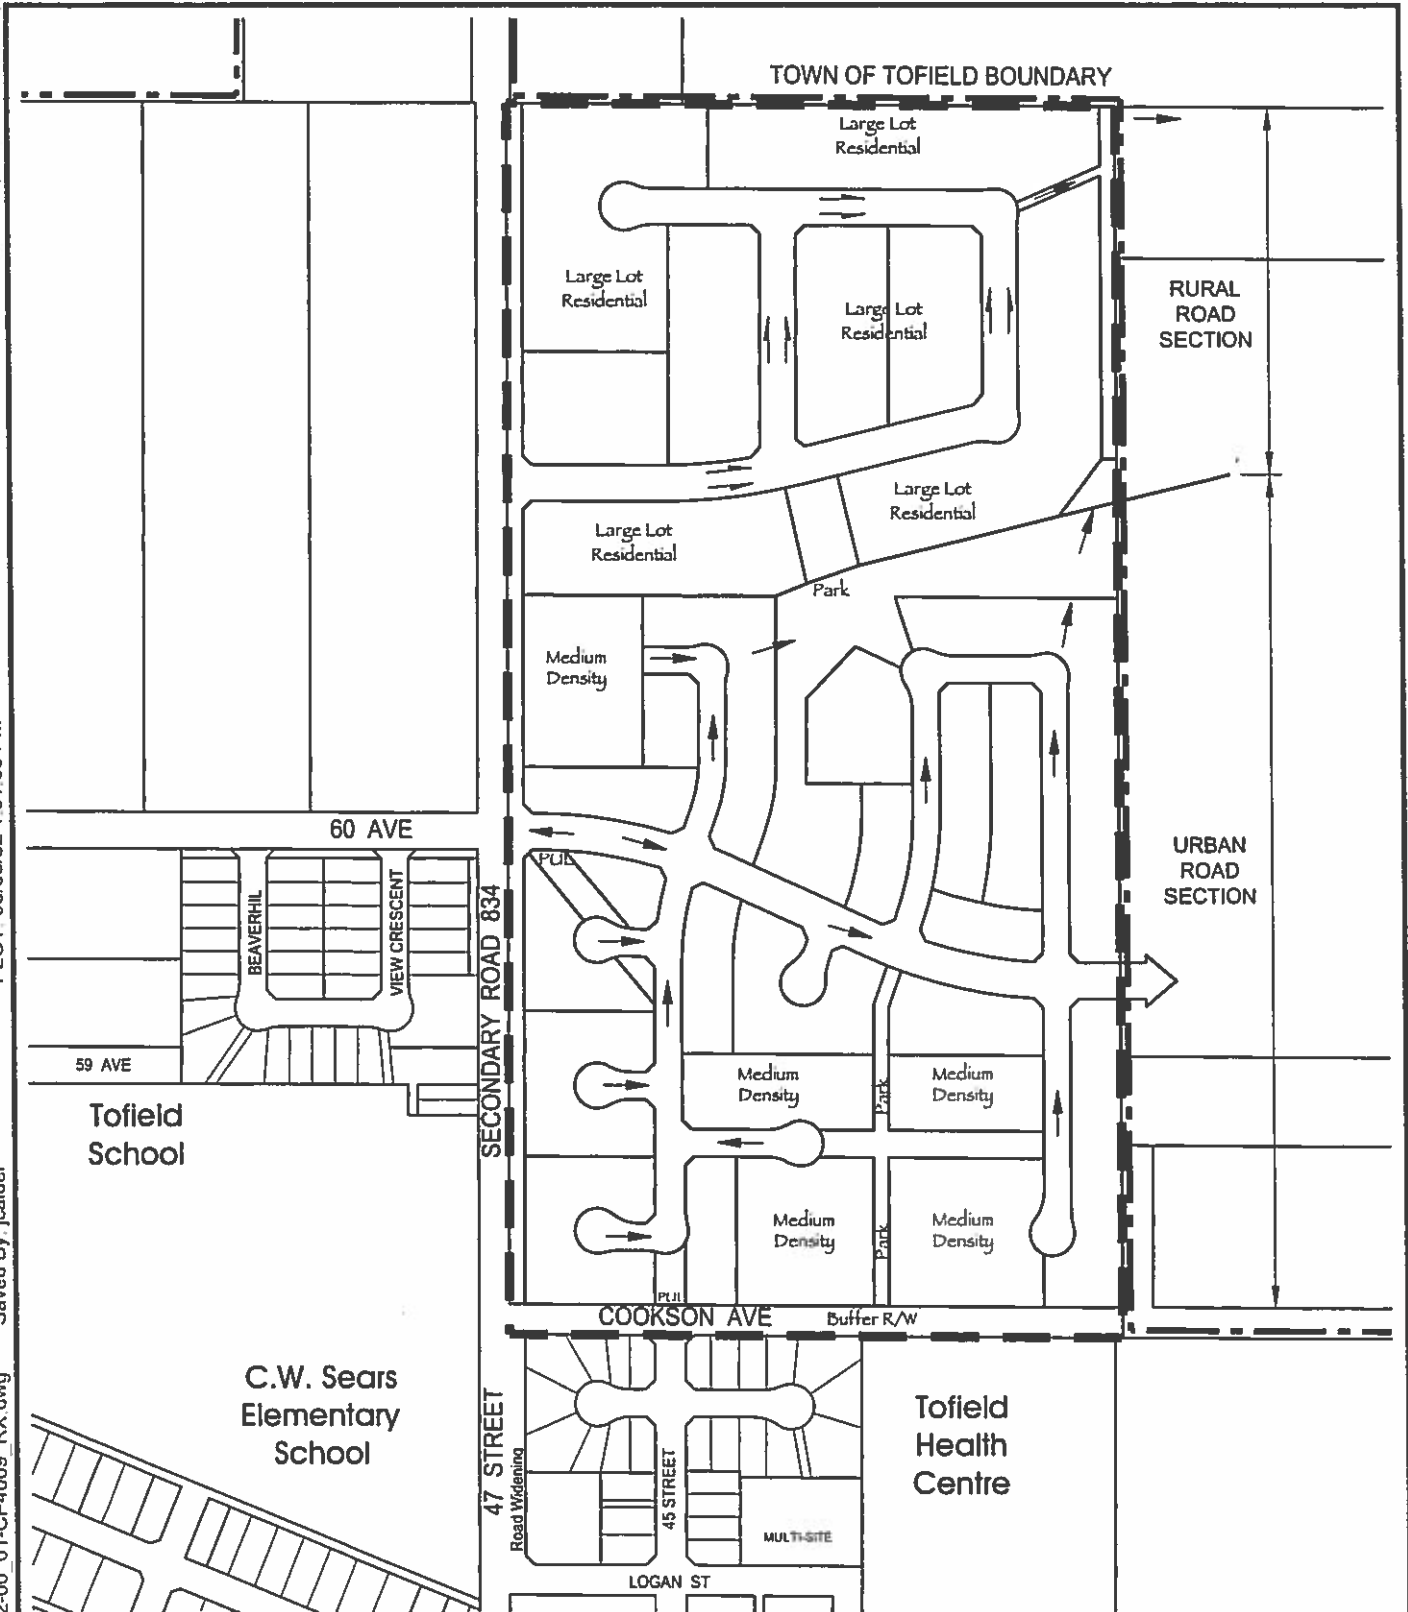 TOWN OF TOFIELD BOUNDARY
Large Lot
Residential
Large Lot
Residential
Large Lot
Residential
RURAL
ROAD
SECTION
Large Lot
Residential
Large Lot
Residential
Park
Medium
Density
60 AVE
PUL
URBAN
ROAD
SECTION
BEAVERHIL
VIEW CRESCENT
SECONDARY ROAD 834
59 AVE
Tofield
School
Medium
Density
Park
Medium
Density
Medium
Density
Park
Medium
Density
PUL
COOKSON AVE
Buffer R/W
C.W. Sears
Elementary
School
47 STREET
Road Widening
45 STREET
Tofield
Health
Centre
MULTI-SITE
LOGAN ST